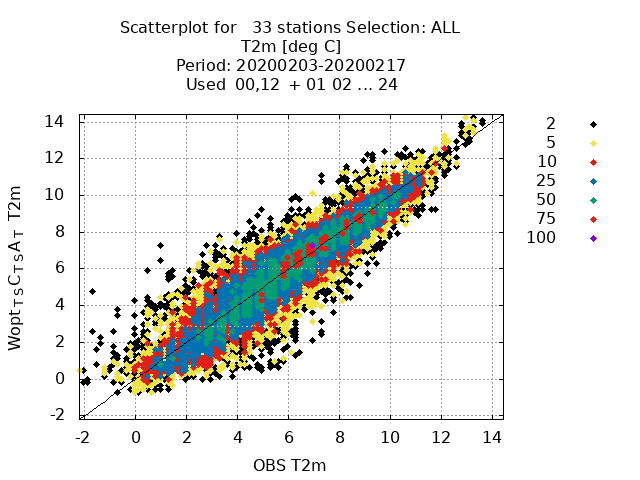 Scatterplot for 33 stations Selection: ALL
T2m [deg C]
Period: 20200203-20200217
Used 00,12 + 01 02 ... 24
14
12
10
8
6
4
2
0
-2
-2 0 2 4 6 8 10 12 14
Wopt_T_S C_T_S A_T T2m
OBS T2m
2
5
10
25
50
75
100